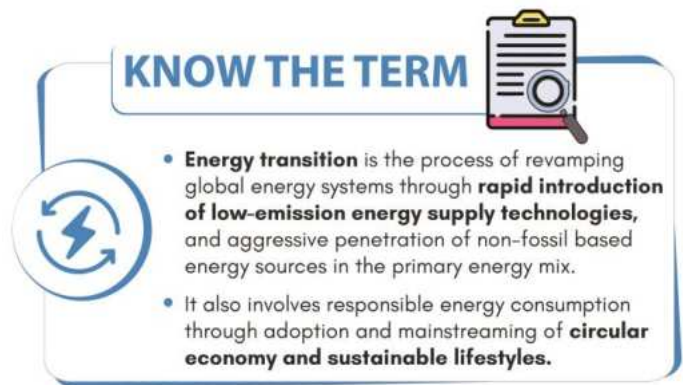 KNOW THE TERM
Energy transition is the process of revamping
global energy systems through rapid introduction
of low-emission energy supply technologies,
and aggressive penetration of non-fossil based
energy sources in the primary energy mix.
It also involves responsible energy consumption
through adoption and mainstreaming of circular
economy and sustainable lifestyles.